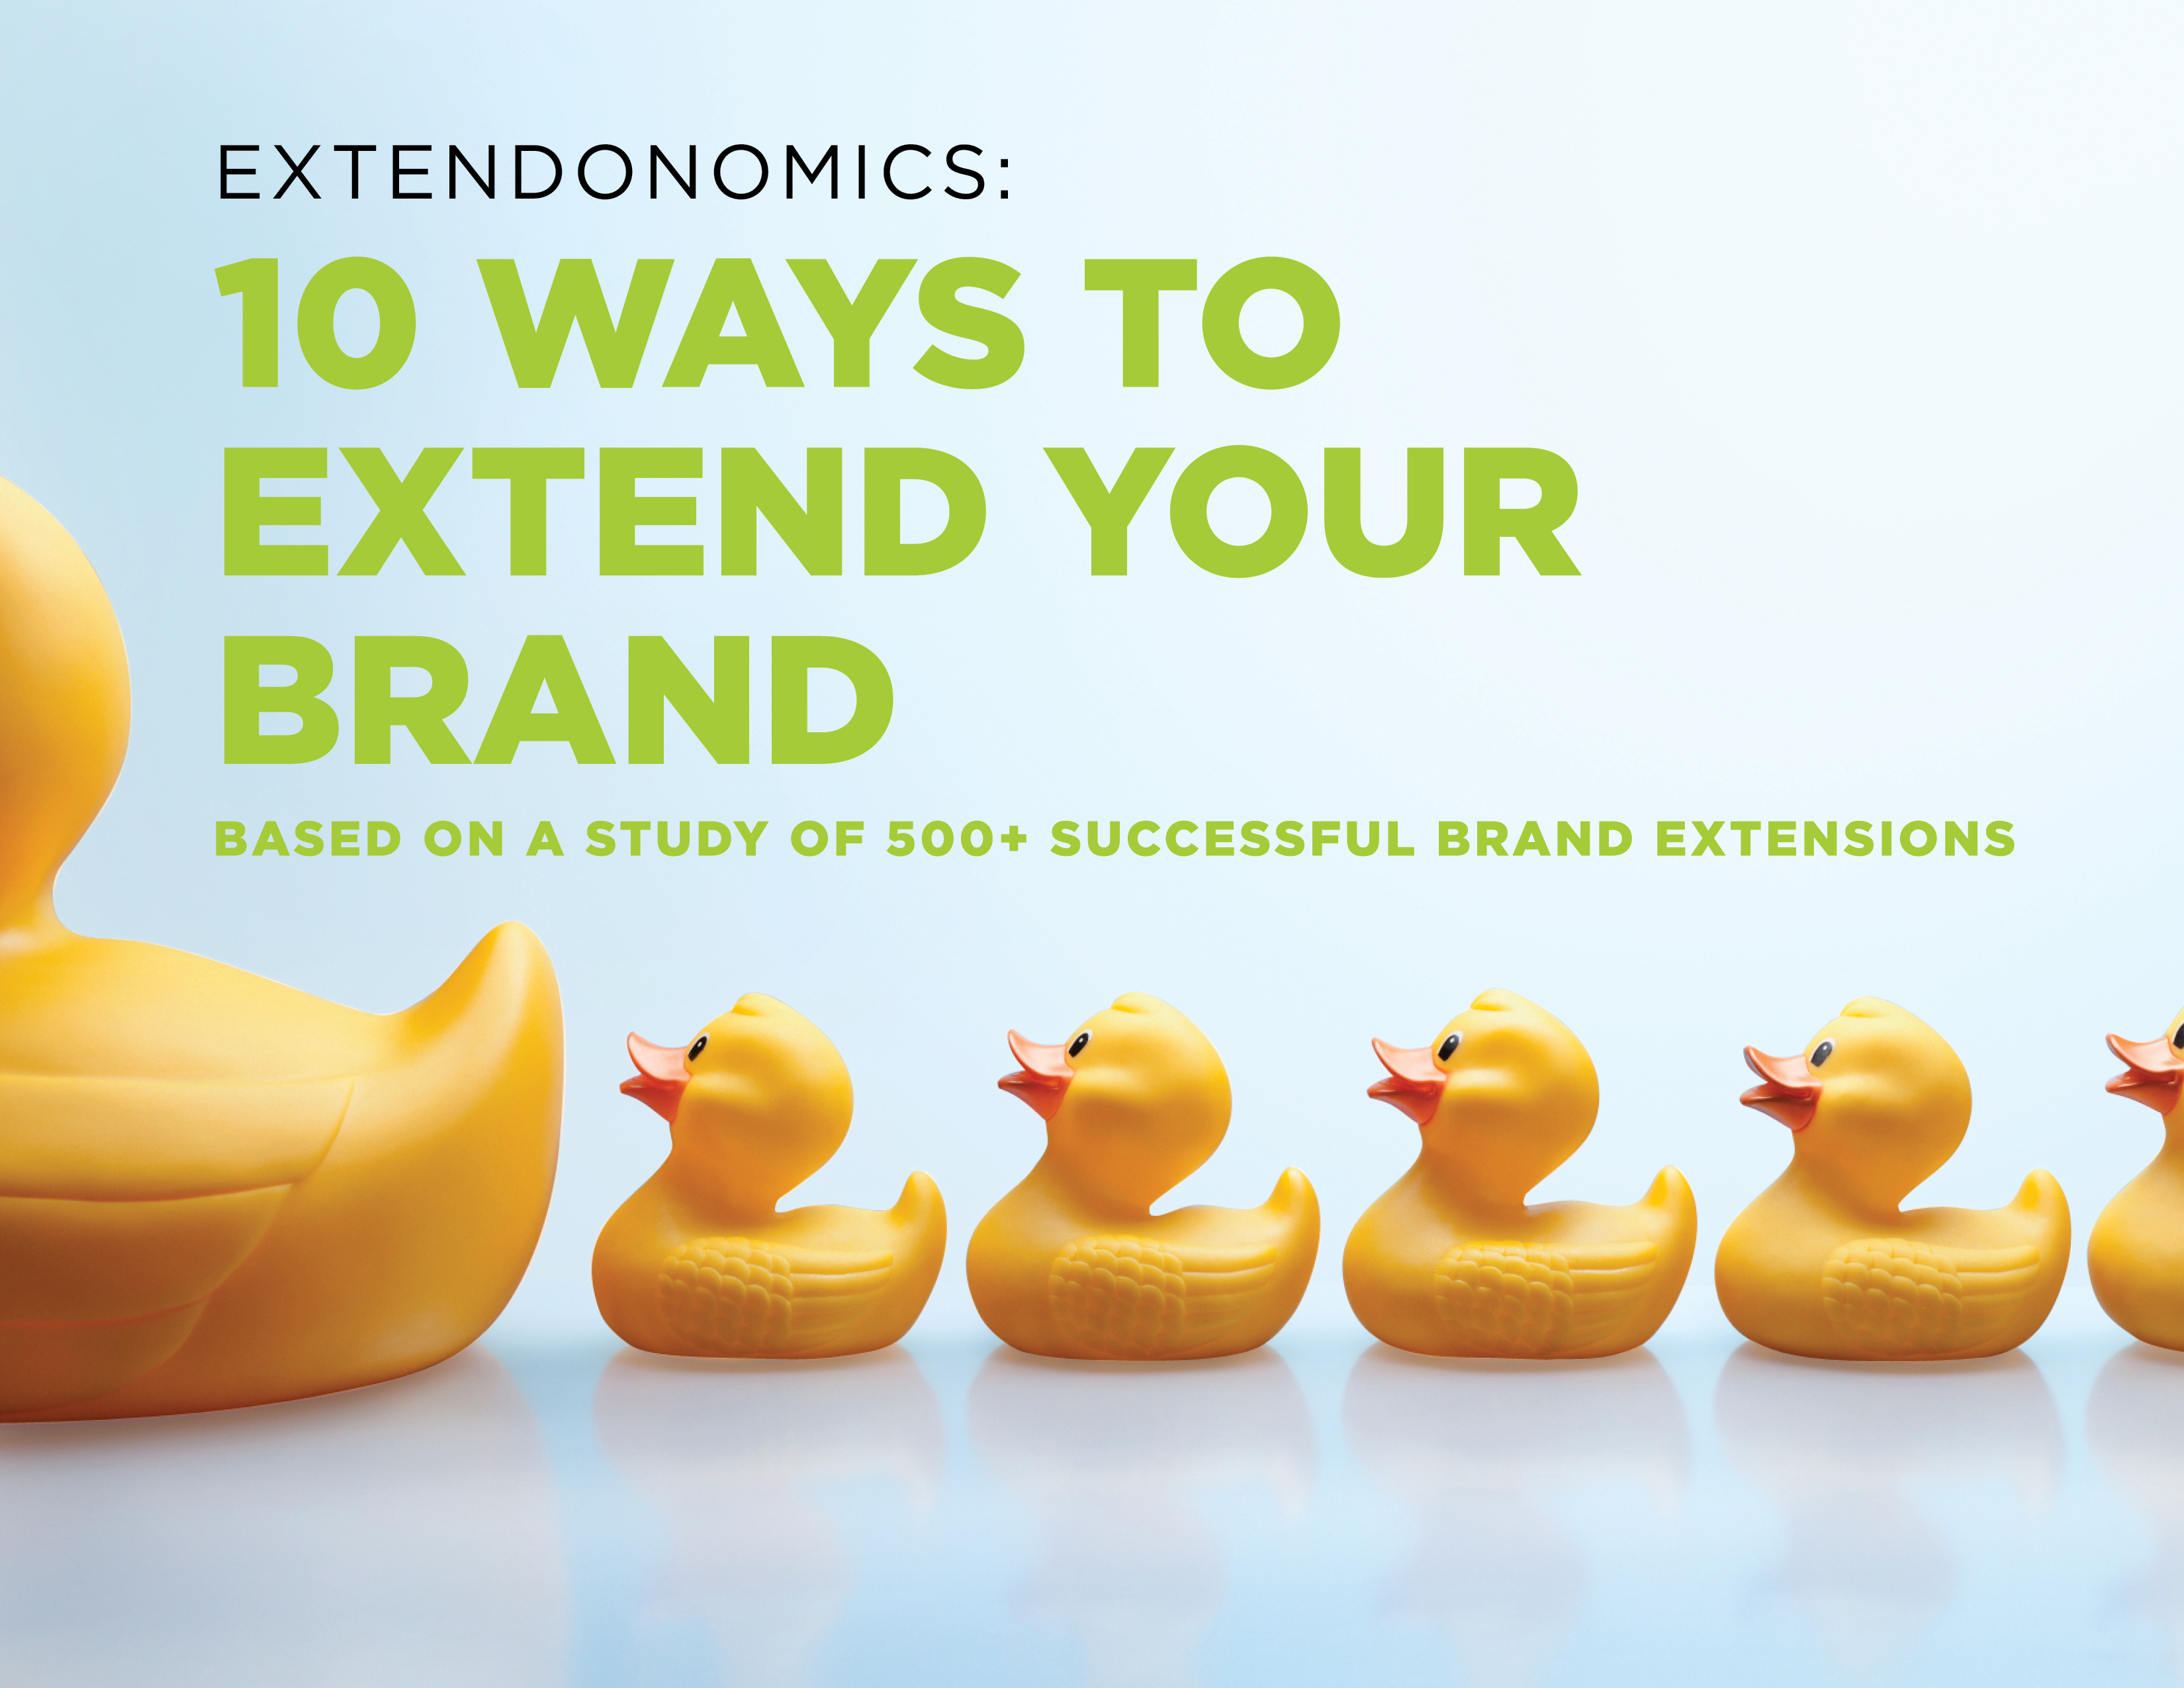 EXTENDONOMICS:
10 WAYS TO
EXTEND YOUR
BRAND
BASED ON A STUDY OF 500+ SUCCESSFUL BRAND EXTENSIONS